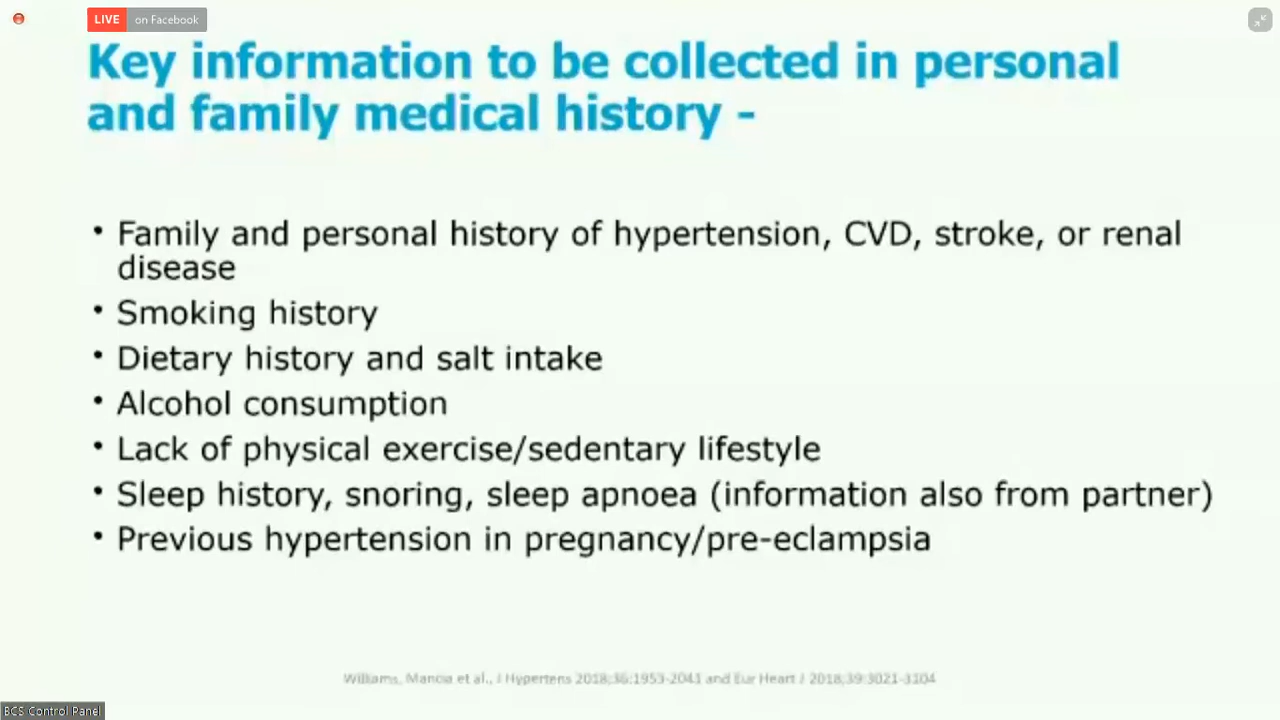 LIVE on Facebook
Key information to be collected in personal
and family medical history -
• Family and personal history of hypertension, CVD, stroke, or renal
disease
• Smoking history
• Dietary history and salt intake
• Alcohol consumption
• Lack of physical exercise/sedentary lifestyle
• Sleep history, snoring, sleep apnoea (information also from partner)
• Previous hypertension in pregnancy/pre-eclampsia
Williams, Mancia et al., J Hypertens 2018;36:1953-2041 and Eur Heart J 2018;39:3021-3104
BCS Control Panel